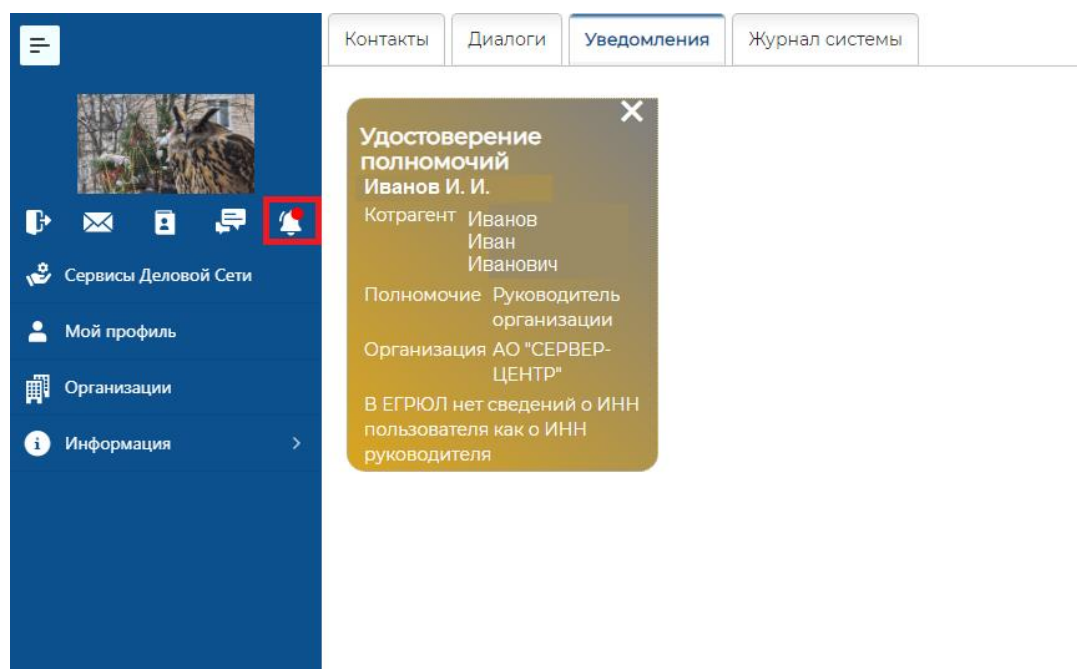 Контакты
Диалоги
Уведомления
Журнал системы
Сервисы Деловой Сети
Мой профиль
Организации
Информация
Удостоверение
полномочий
Иванов И. И.
Котрагент Иванов
Иван
Иванович
Полномочие Руководитель
организации
Организация АО "СЕРВЕР-
ЦЕНТР"
В ЕГРЮЛ нет сведений о ИНН
пользователя как о ИНН
руководителя